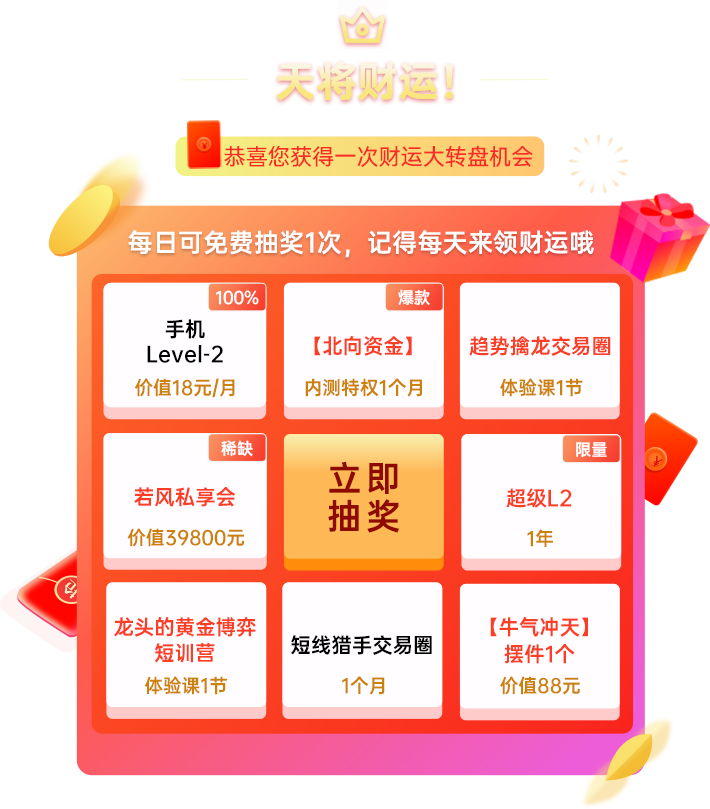 天将财运！
恭喜您获得一次财运大转盘机会
每日可免费抽奖1次，记得每天来领财运哦
100%
手机
Level-2
价值18元/月
爆款
【北向资金】
内测特权1个月
趋势擒龙交易圈
体验课1节
稀缺
若风私享会
价值39800元
立即
抽奖
限量
超级L2
1年
龙头的黄金博弈
短训营
体验课1节
短线猎手交易圈
1个月
【牛气冲天】
摆件1个
价值88元